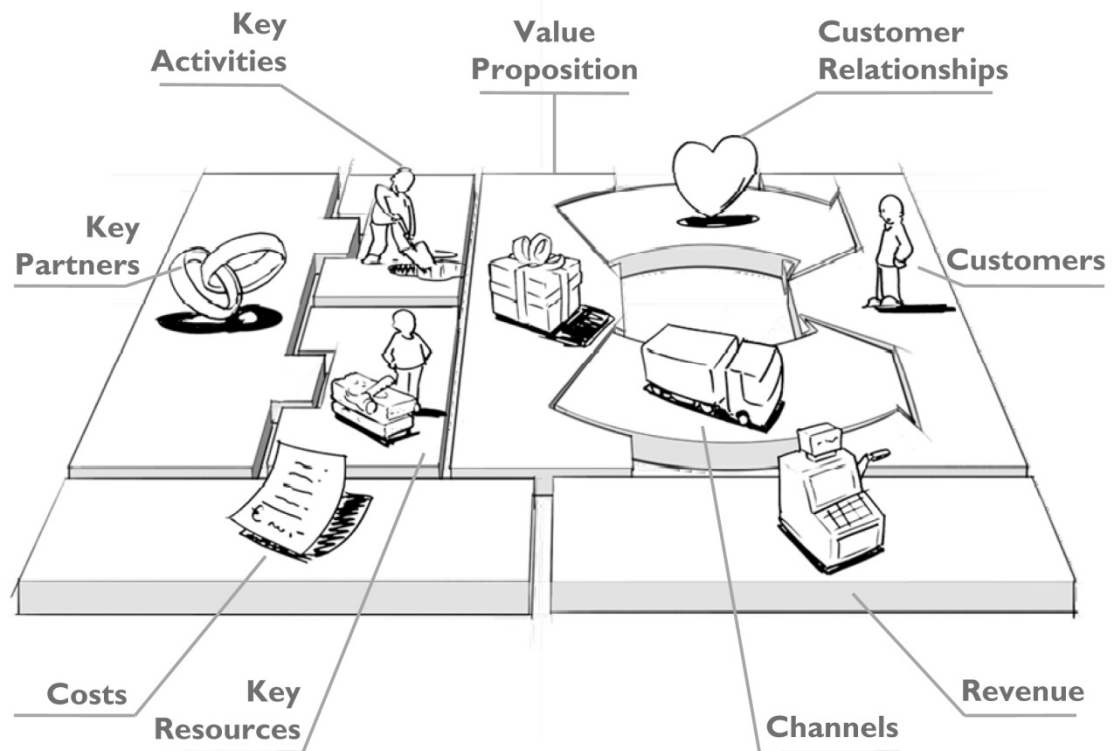 Key
Activities
Value
Proposition
Customer
Relationships
Key
Partners
Customers
Costs
Key
Resources
Channels
Revenue